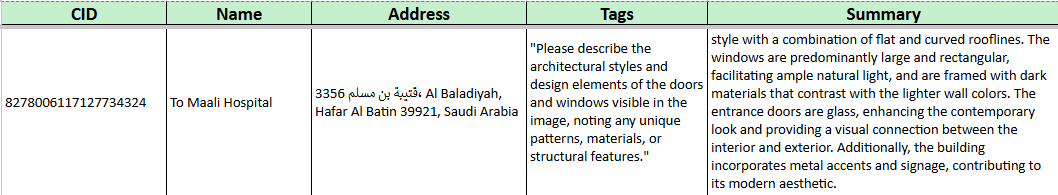 CID Name Address Tags Summary
8278006117127734324
To Maali Hospital
3356 قتيبة بن مسلم، Al Baladiyah,
Hafar Al Batin 39921, Saudi Arabia
"Please describe the
architectural styles and
design elements of the doors
and windows visible in the
image, noting any unique
patterns, materials, or
structural features."
style with a combination of flat and curved rooflines. The
windows are predominantly large and rectangular,
facilitating ample natural light, and are framed with dark
materials that contrast with the lighter wall colors. The
entrance doors are glass, enhancing the contemporary
look and providing a visual connection between the
interior and exterior. Additionally, the building
incorporates metal accents and signage, contributing to
its modern aesthetic.